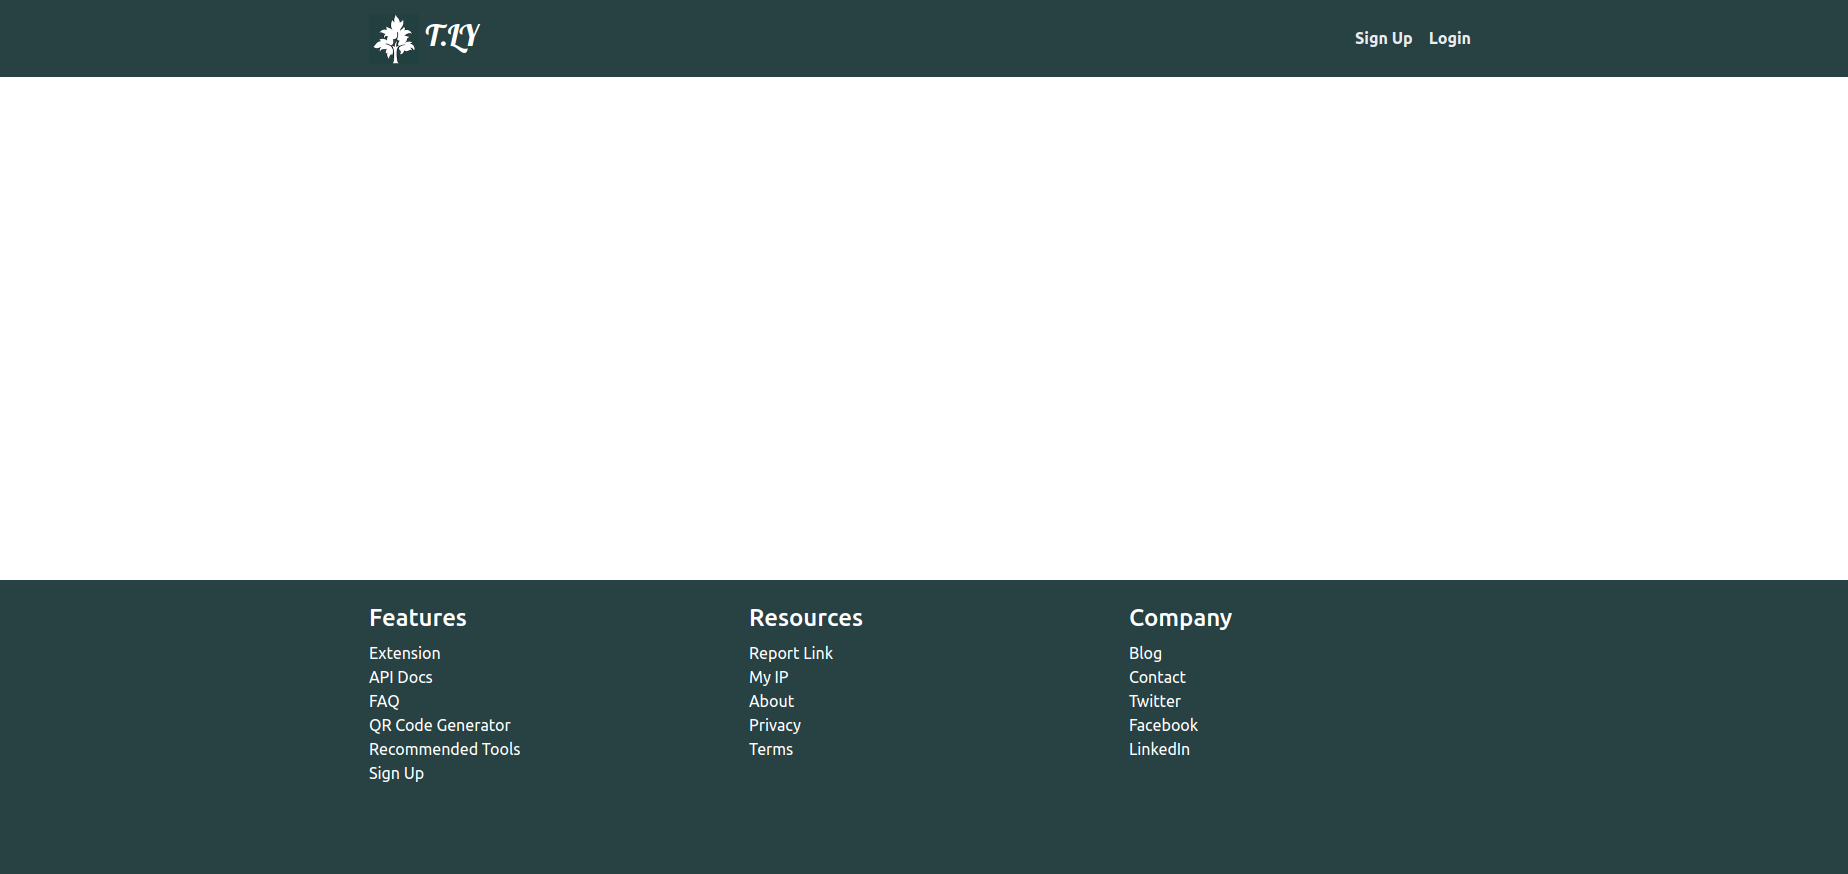 T.LY
Sign Up
Login
Features
Extension
API Docs
FAQ
QR Code Generator
Recommended Tools
Sign Up
Resources
Report Link
My IP
About
Privacy
Terms
Company
Blog
Contact
Twitter
Facebook
LinkedIn